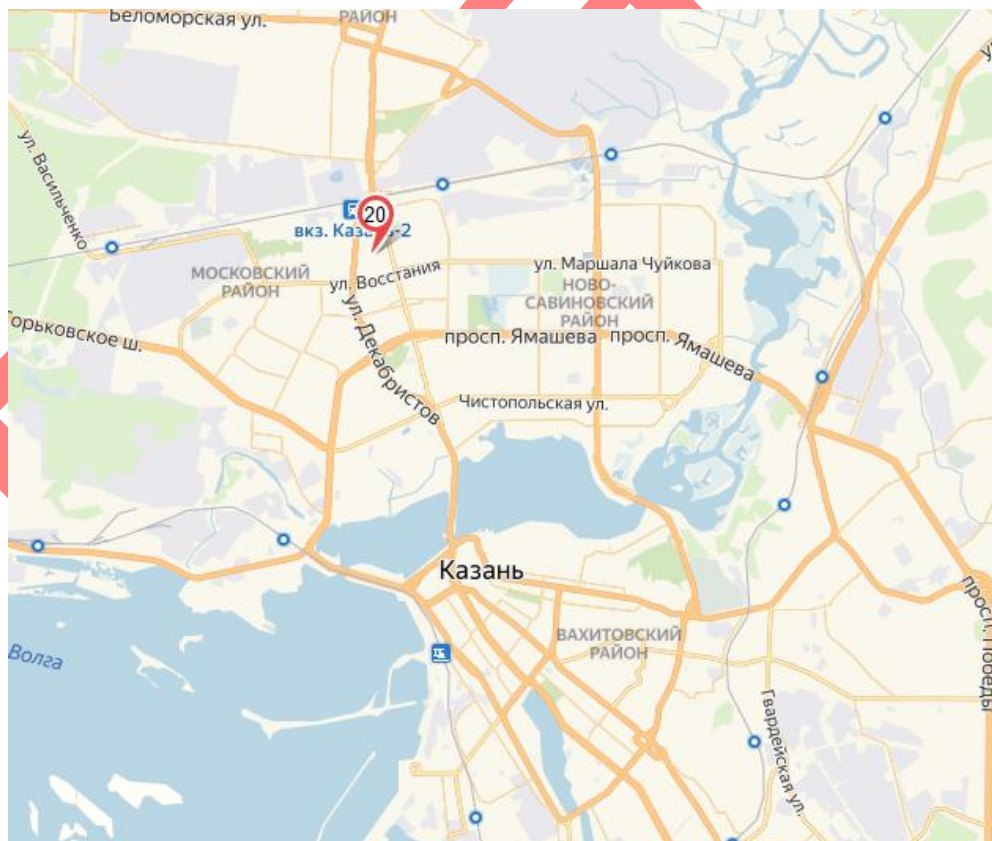 РАЙОН
Беломорская ул.
ул. Васильченко
20
вкз. Казань-2
МОСКОВСКИЙ
РАЙОН
ул. Восстания
ул. Маршала Чуйкова
НОВО-
САВИНОВСКИЙ
РАЙОН
Горьковское ш.
ул. Декабристов
просп. Ямашева
просп. Ямашева
Чистопольская ул.
Казань
ВАХИТОВСКИЙ
РАЙОН
Волга
просп. Победы
Гвардейская ул.